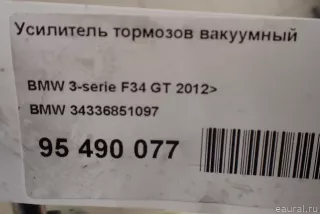 Усилитель тормозов вакуумный
BMW 3-serie F34 GT 2012>
BMW 34336851097
95 490 077
eaural.ru